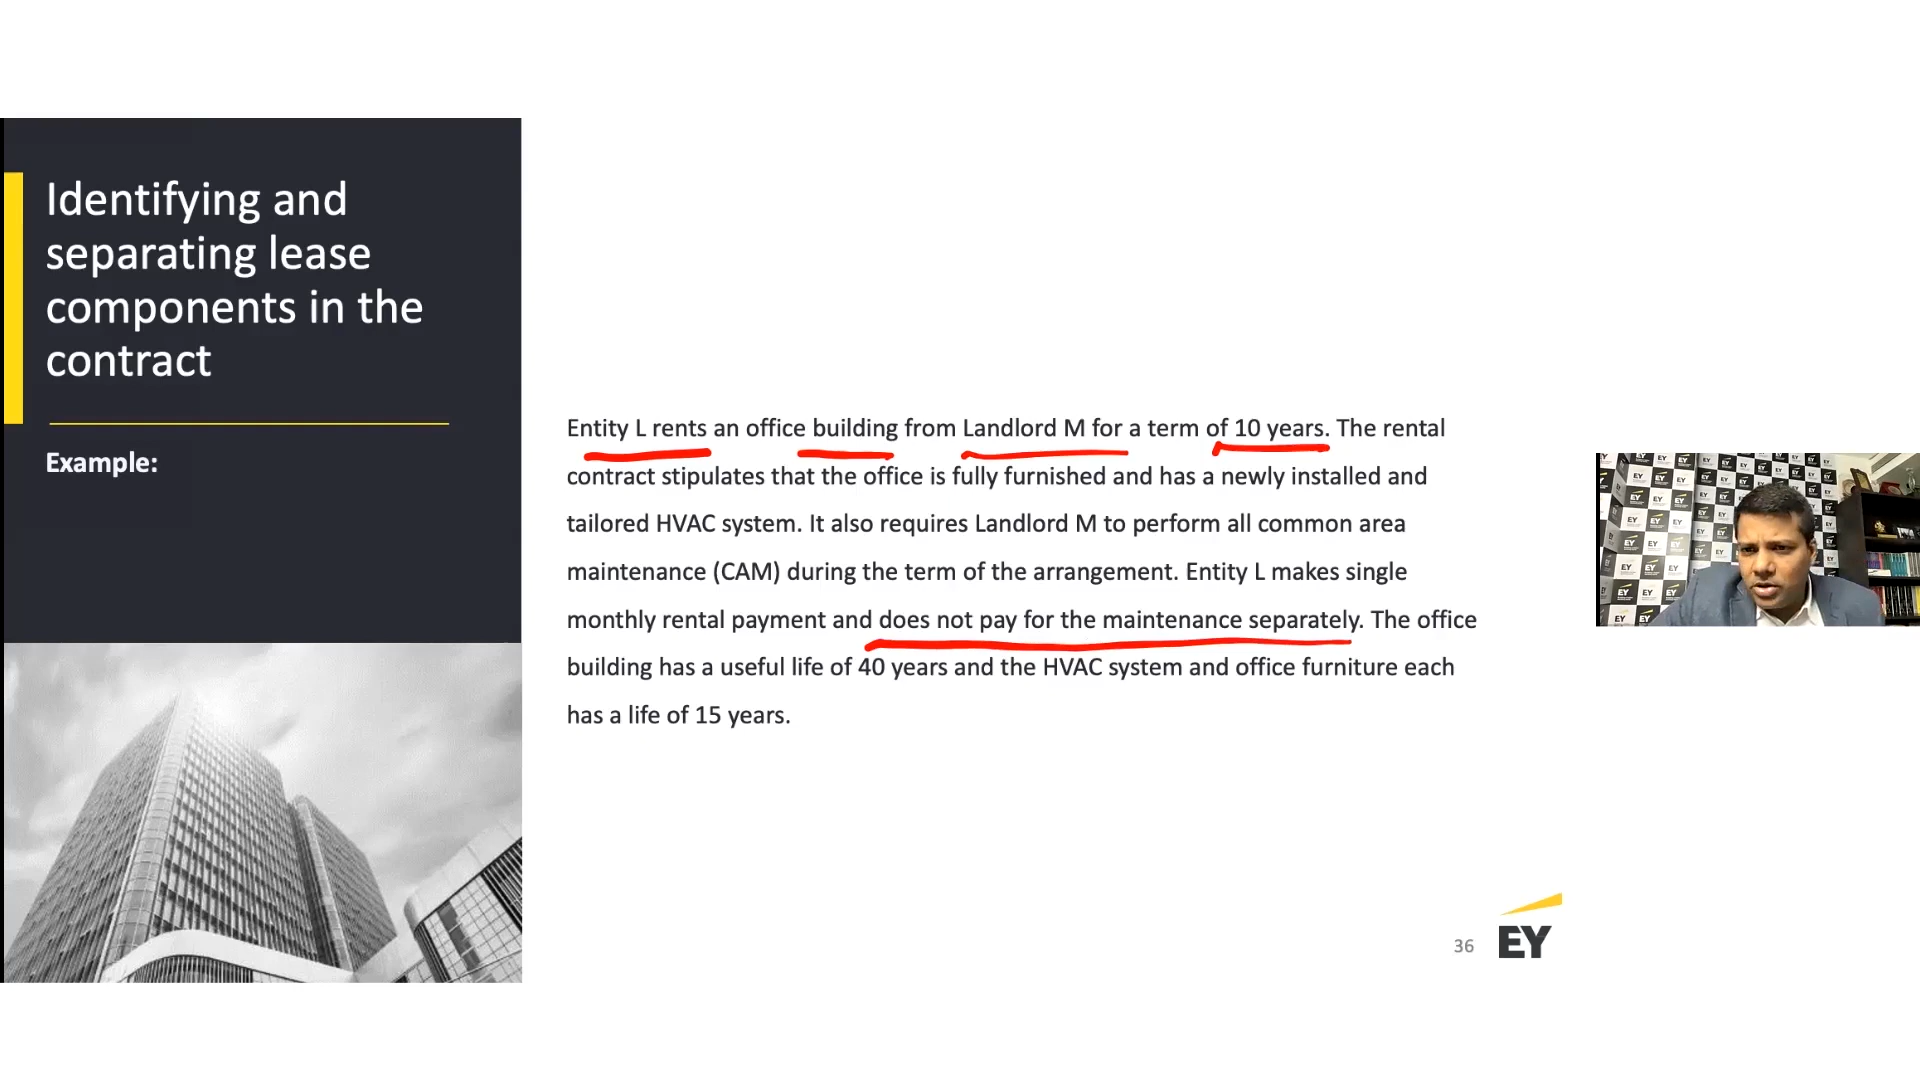 Identifying and
separating lease
components in the
contract
Example:
Entity L rents an office building from Landlord M for a term of 10 years. The rental
contract stipulates that the office is fully furnished and has a newly installed and
tailored HVAC system. It also requires Landlord M to perform all common area
maintenance (CAM) during the term of the arrangement. Entity L makes single
monthly rental payment and does not pay for the maintenance separately. The office
building has a useful life of 40 years and the HVAC system and office furniture each
has a life of 15 years.
36
EY